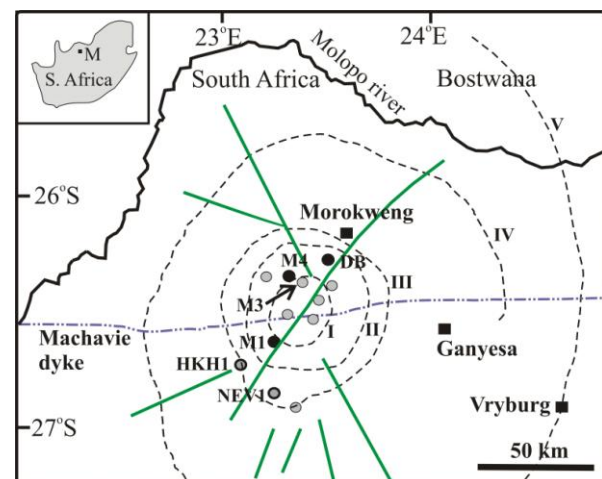 23°E 24°E
M
S. Africa
South Africa
Molopo river
Bostwana
V
26°S
Morokweng
IV
M4
DB
M3
III
I
II
Machavie
dyke
M1
Ganyesa
HKH1
NEV1
Vryburg
27°S
50 km